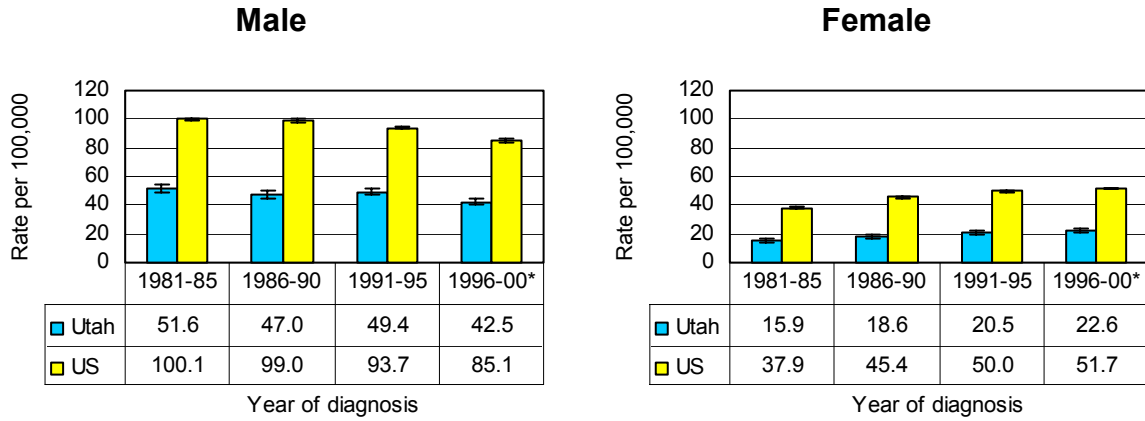 Male
Rate per 100,000
120
100
80
60
40
20
0
1981-85 1986-90 1991-95 1996-00*
Utah 51.6 47.0 49.4 42.5
US 100.1 99.0 93.7 85.1
Year of diagnosis
Female
Rate per 100,000
120
100
80
60
40
20
0
1981-85 1986-90 1991-95 1996-00*
Utah 15.9 18.6 20.5 22.6
US 37.9 45.4 50.0 51.7
Year of diagnosis